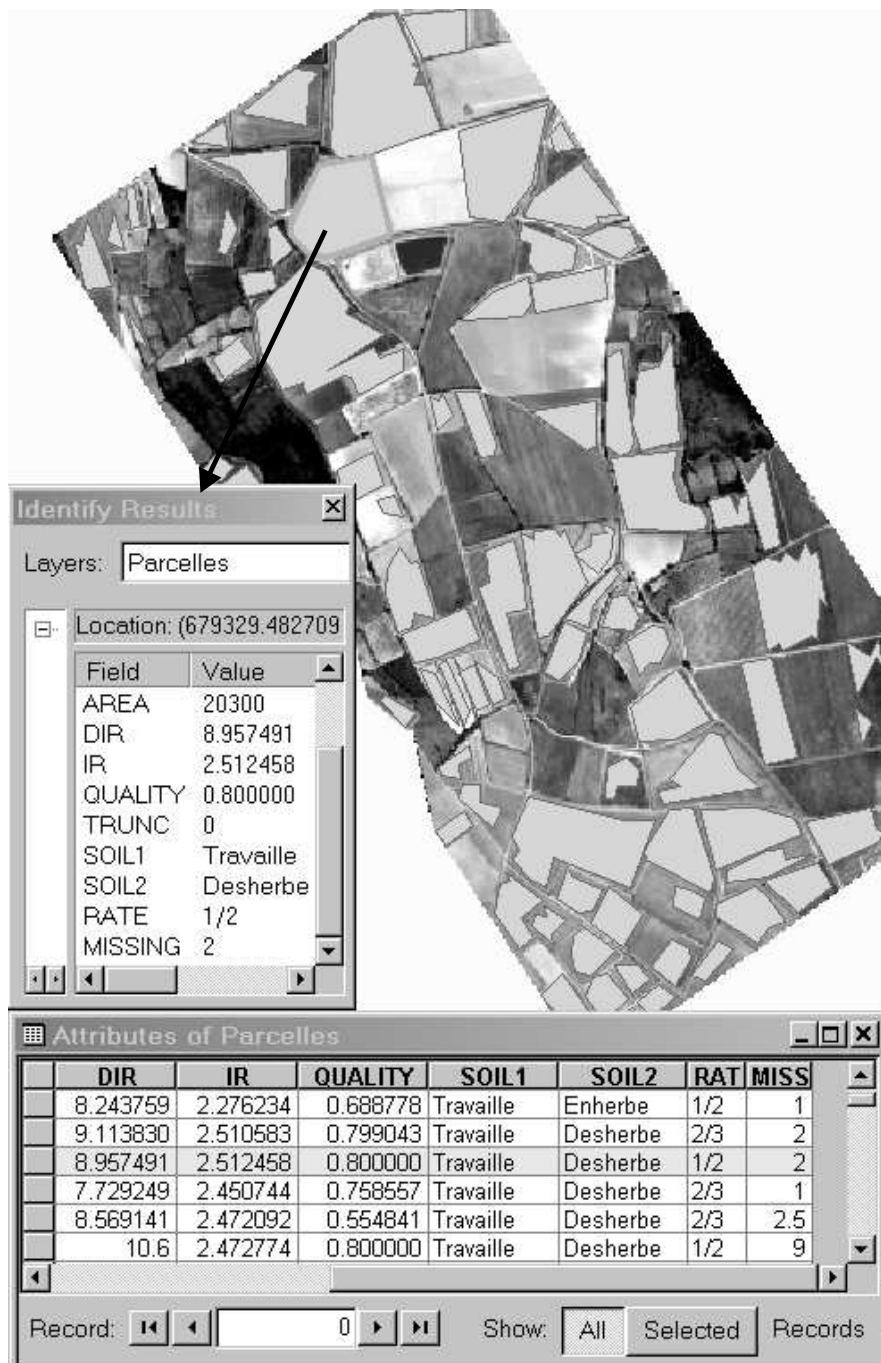 Identify Results
Layers: Parcelles
Location: (679329.482709
Field Value
AREA 20300
DIR 8.957491
IR 2.512458
QUALITY 0.800000
TRUNC 0
SOIL1 Travaille
SOIL2 Desherbe
RATE 1/2
MISSING 2
Attributes of Parcelles
DIR IR QUALITY SOIL1 SOIL2 RAT MISS
8.243759 2.276234 0.688778 Travaille Enherbe 1/2 1
9.113830 2.510583 0.799043 Travaille Desherbe 2/3 2
8.957491 2.512458 0.800000 Travaille Desherbe 1/2 2
7.729249 2.450744 0.758557 Travaille Desherbe 2/3 1
8.569141 2.472092 0.554841 Travaille Desherbe 2/3 2.5
10.6 2.472774 0.800000 Travaille Desherbe 1/2 9
Record: 0 Show: All Selected Records